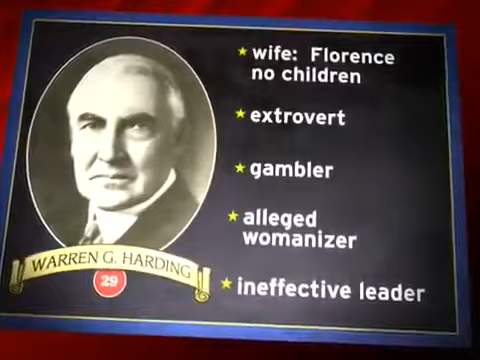 wife: Florence
no children
extrovert
gambler
alleged
womanizer
ineffective leader
WARREN G. HARDING
29